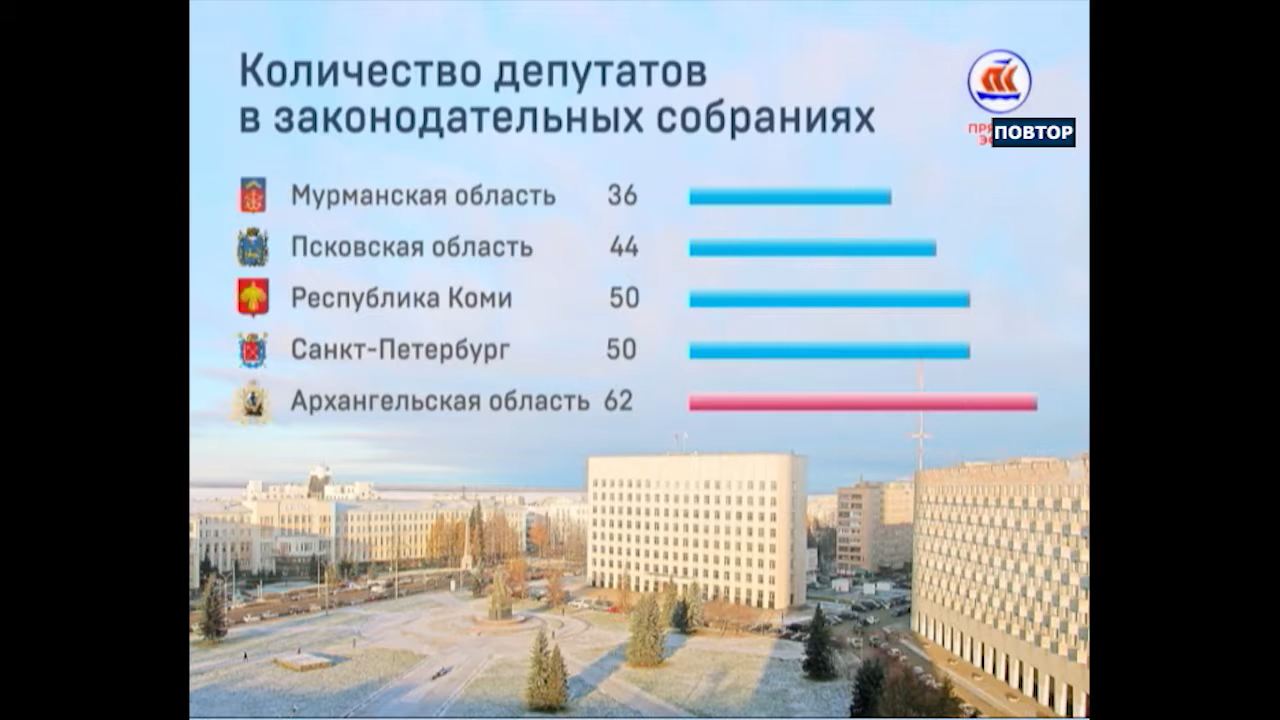 Количество депутатов
в законодательных собраниях
ПОВТОР
Мурманская область 36
Псковская область 44
Республика Коми 50
Санкт-Петербург 50
Архангельская область 62